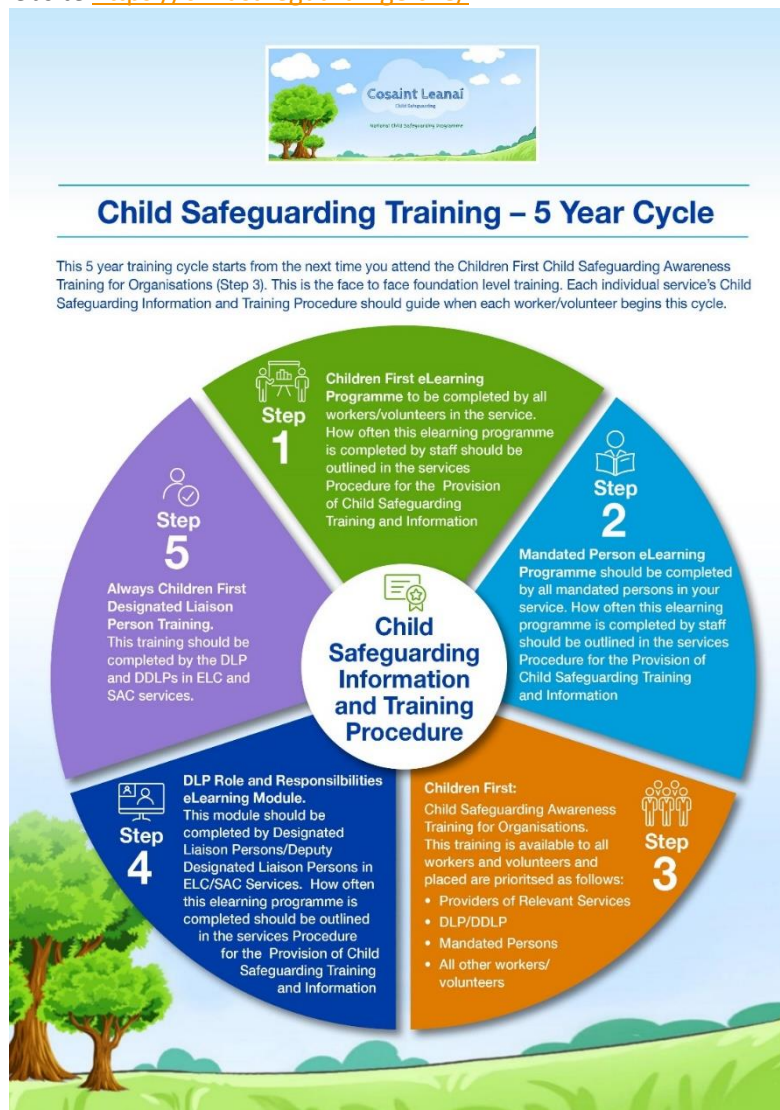 Cosaint Leanaí
Child Safeguarding
National Child Safeguarding Programme
Child Safeguarding Training – 5 Year Cycle
This 5 year training cycle starts from the next time you attend the Children First Child Safeguarding Awareness
Training for Organisations (Step 3). This is the face to face foundation level training. Each individual service's Child
Safeguarding Information and Training Procedure should guide when each worker/volunteer begins this cycle.
Step
1
Children First eLearning
Programme to be completed by all
workers/volunteers in the service.
How often this elearning programme
is completed by staff should be
outlined in the services
Procedure for the Provision
of Child Safeguarding
Training and Information
Step
2
Mandated Person eLearning
Programme should be completed
by all mandated persons in your
service. How often this elearning
programme is completed by staff
should be outlined in the services
Procedure for the Provision of
Child Safeguarding Training
and Information
Children First:
Child Safeguarding Awareness
Training for Organisations.
This training is available to all
workers and volunteers and
placed are prioritsed as follows:
• Providers of Relevant Services
• DLP/DDLP
• Mandated Persons
• All other workers/
volunteers
Step
3
Step
4
DLP Role and Responsilbilities
eLearning Module.
This module should be
completed by Designated
Liaison Persons/Deputy
Designated Liaison Persons in
ELC/SAC Services. How often
this elearning programme is
completed should be outlined
in the services Procedure
for the Provision of Child
Safeguarding Training
and Information
Step
5
Always Children First
Designated Liaison
Person Training.
This training should be
completed by the DLP
and DDLPs in ELC and
SAC services.
Child
Safeguarding
Information
and Training
Procedure